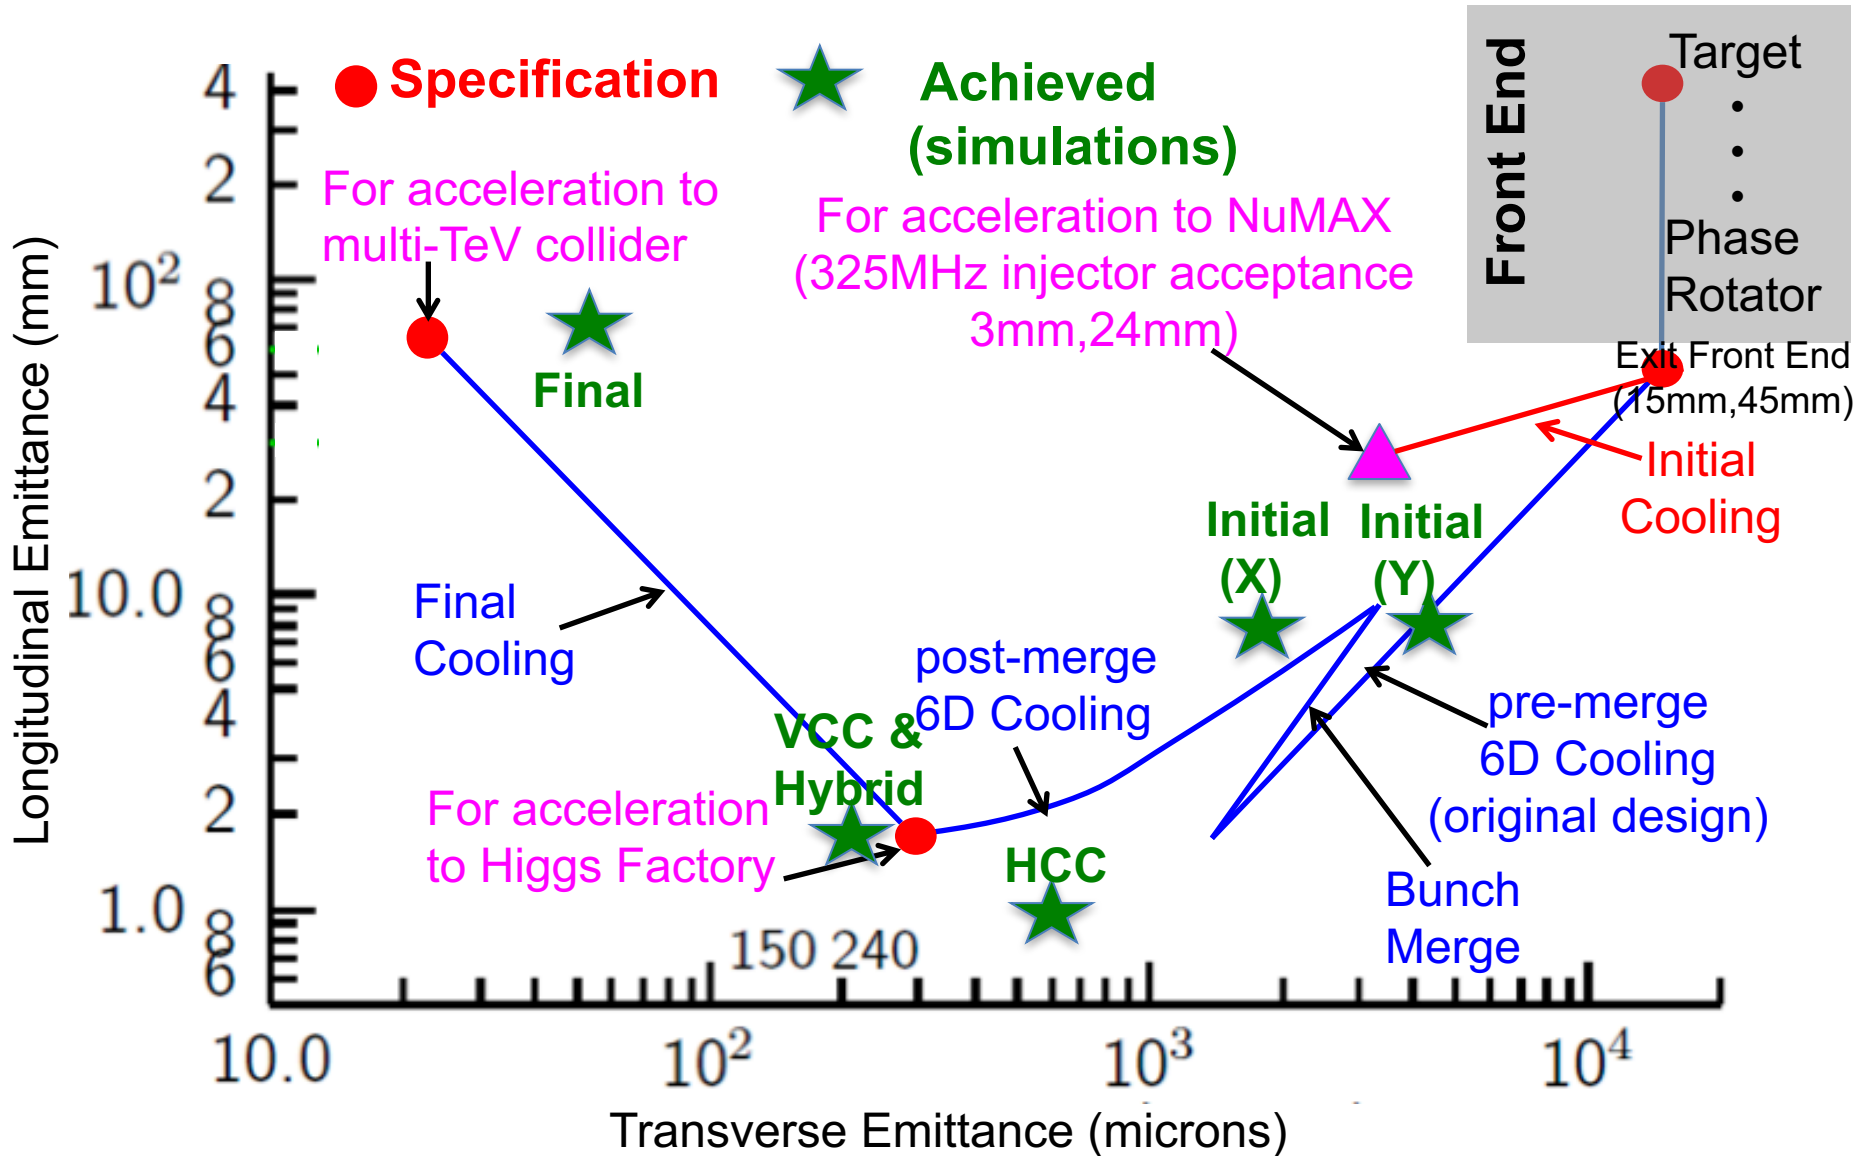 Specification
Achieved
(simulations)
Front End
Target
Phase
Rotator
Exit Front End
(15mm,45mm)
For acceleration to
multi-TeV collider
For acceleration to NuMAX
(325MHz injector acceptance
3mm,24mm)
Final
Initial
Cooling
Initial
(X)
Initial
(Y)
Final
Cooling
post-merge
6D Cooling
pre-merge
6D Cooling
(original design)
VCC &
Hybrid
For acceleration
to Higgs Factory
HCC
Bunch
Merge
150 240
Longitudinal Emittance (mm)
4
2
10²
8
6
4
2
10.0
8
6
4
2
1.0
8
8
6
10.0
10²
10³
10⁴
Transverse Emittance (microns)